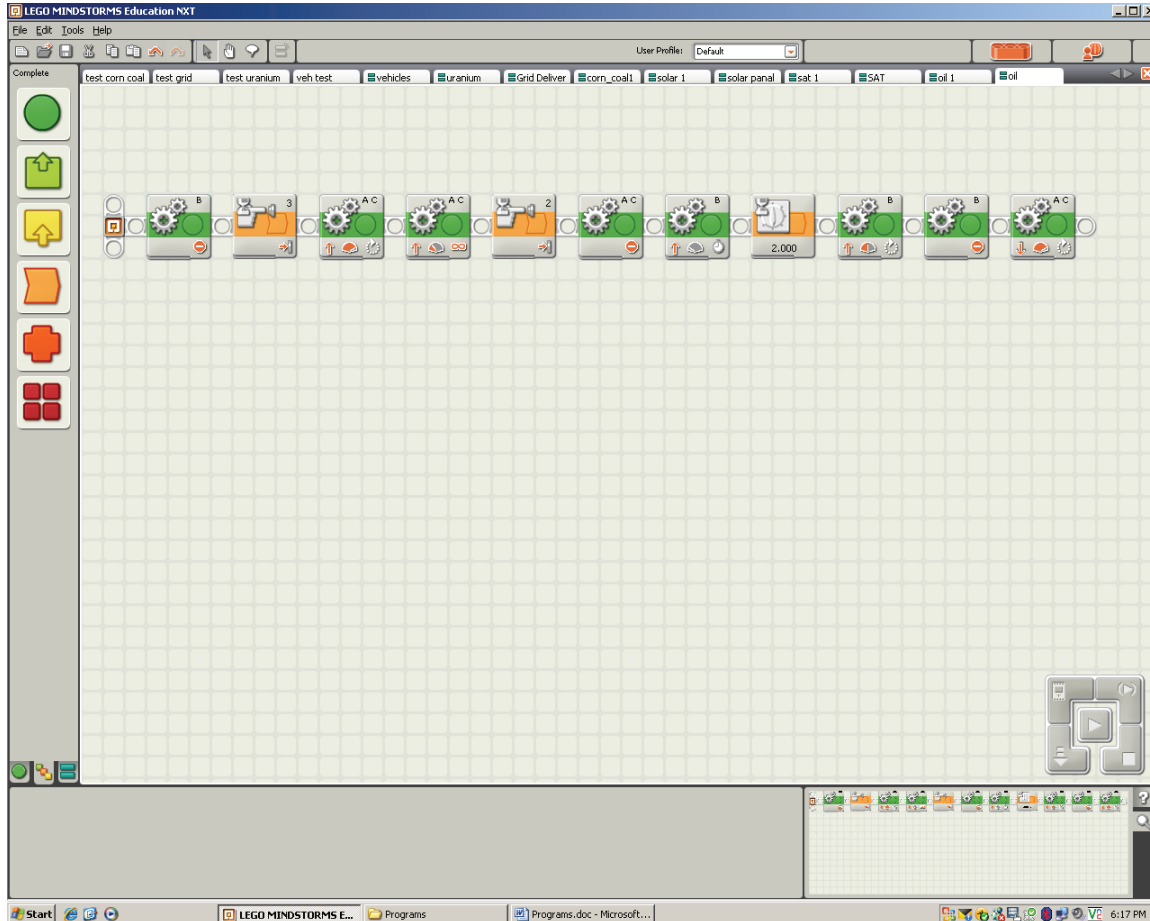 LEGO MINDSTORMS Education NXT
File Edit Tools Help
User Profile: Default
Complete
test corn coal test grid test uranium veh test vehicles uranium Grid Deliver corn_coal1 solar 1 solar panal sat 1 SAT oil 1 oil
B 3 A C A C 2 A C B B B A C
2.000
?
Start LEGO MINDSTORMS E... Programs Programs.doc - Microsoft... 6:17 PM